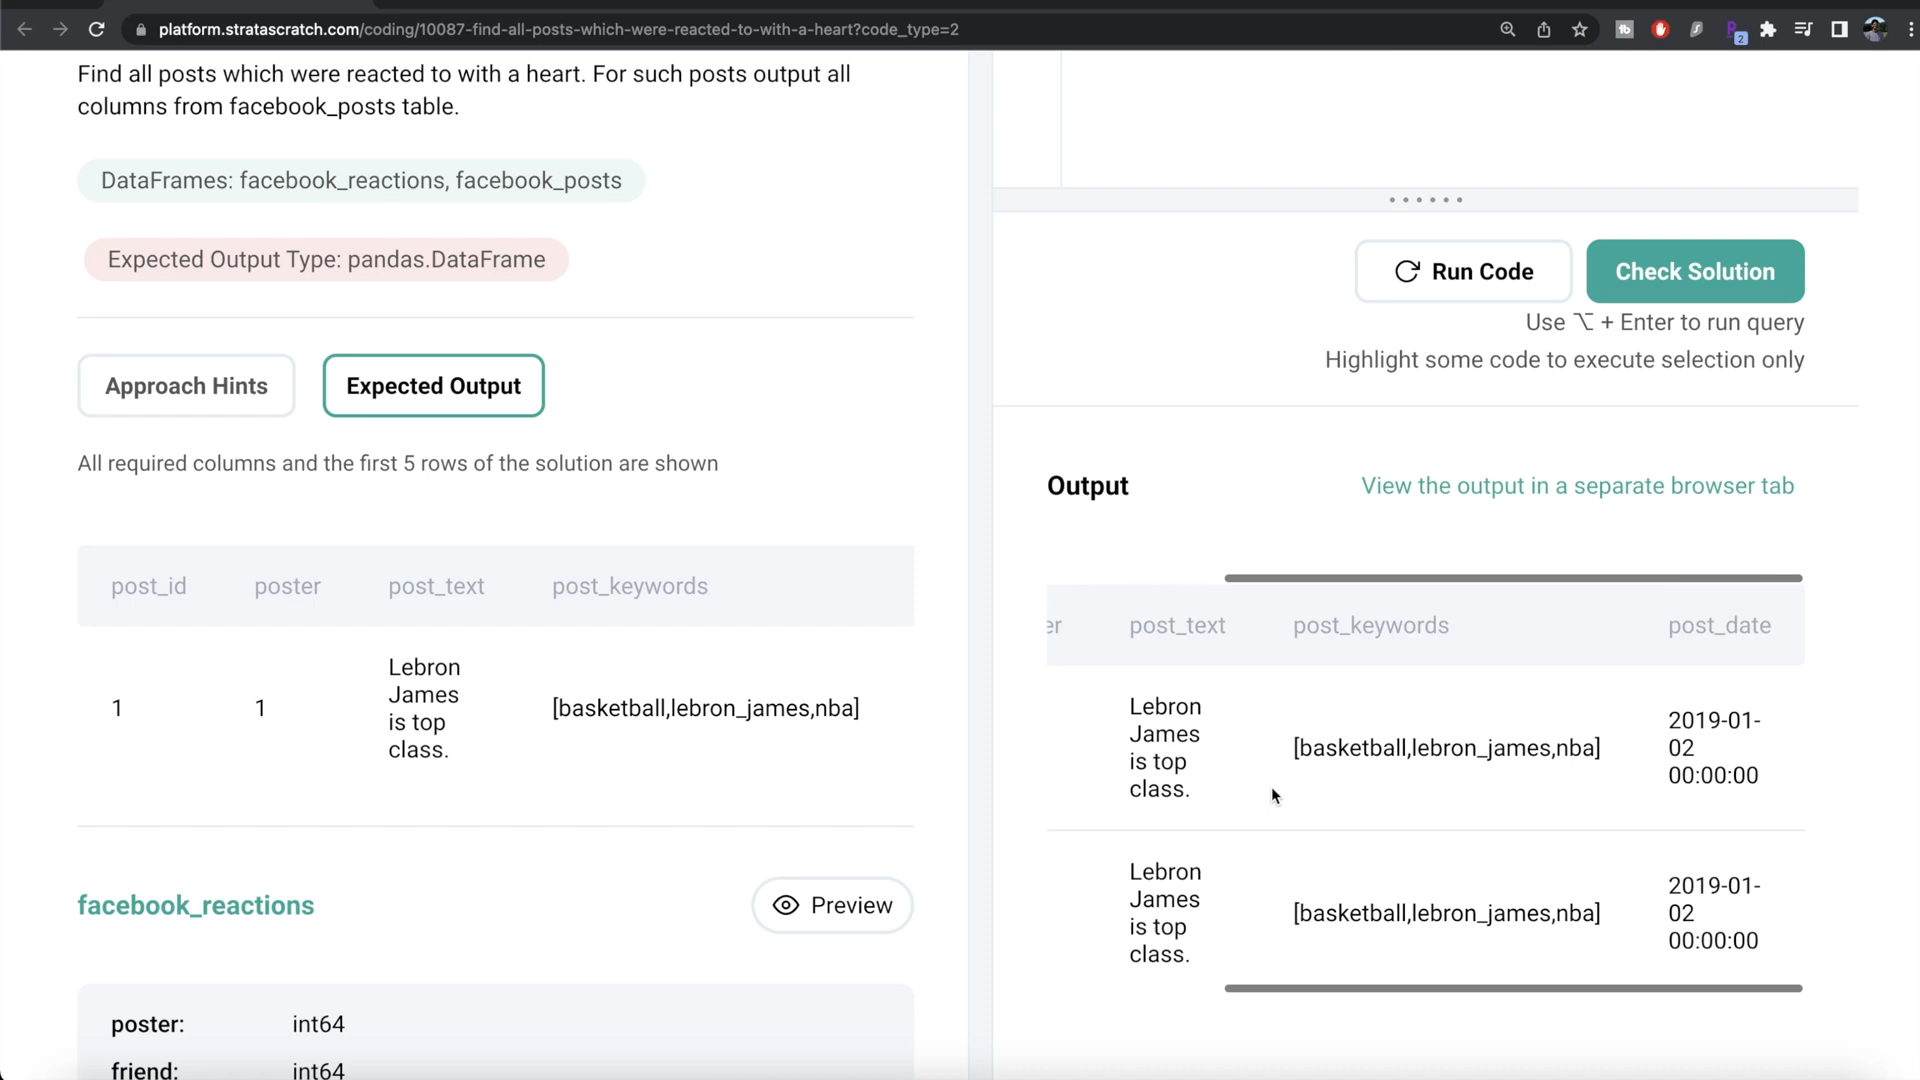 platform.stratascratch.com/coding/10087-find-all-posts-which-were-reacted-to-with-a-heart?code_type=2
2
Find all posts which were reacted to with a heart. For such posts output all
columns from facebook_posts table.
DataFrames: facebook_reactions, facebook_posts
Expected Output Type: pandas.DataFrame
Approach Hints
Expected Output
All required columns and the first 5 rows of the solution are shown
post_id poster post_text post_keywords
1 1 Lebron
James
is top
class.
[basketball,lebron_james,nba]
facebook_reactions
Preview
poster: int64
friend: int64
Run Code
Check Solution
Use ⌥ + Enter to run query
Highlight some code to execute selection only
Output
View the output in a separate browser tab
er post_text post_keywords post_date
Lebron
James
is top
class.
[basketball,lebron_james,nba]
2019-01-
02
00:00:00
Lebron
James
is top
class.
[basketball,lebron_james,nba]
2019-01-
02
00:00:00